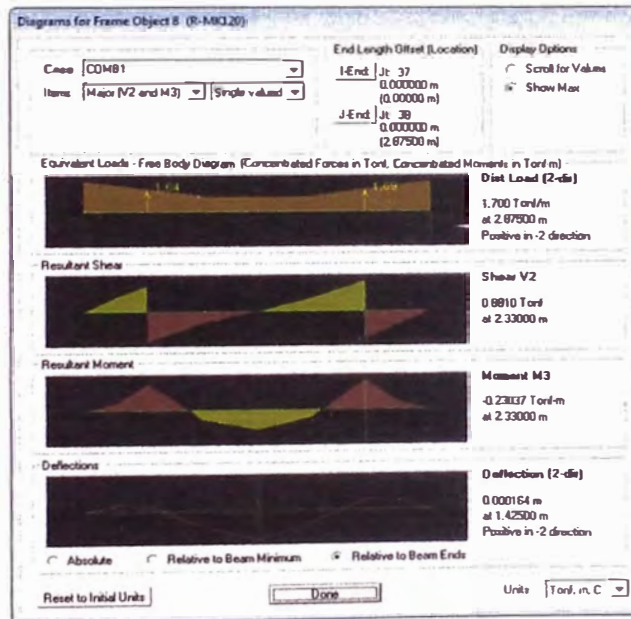 Diagrams for Frame Object 8 (R-MK120)
End Length Offset (Location)
Display Options
Case COMB1
Items Major (V2 and M3) Single valued
I-End: Jt: 37
0.000000 m
(0.00000 m)
J-End: Jt: 38
0.000000 m
(2.87500 m)
Scroll for Values
Show Max
Equivalent Loads - Free Body Diagram (Concentrated Forces in Tonf, Concentrated Moments in Tonf-m)
Dist Load (2-dir)
1.700 Tonf/m
at 2.87500 m
Positive in -2 direction
Resultant Shear
Shear V2
0.8810 Tonf
at 2.33000 m
Resultant Moment
Moment M3
-0.23037 Tonf-m
at 2.33000 m
Deflections
Deflection (2-dir)
0.000164 m
at 1.42500 m
Positive in -2 direction
Absolute
Relative to Beam Minimum
Relative to Beam Ends
Reset to Initial Units
Done
Units Tonf, m, C